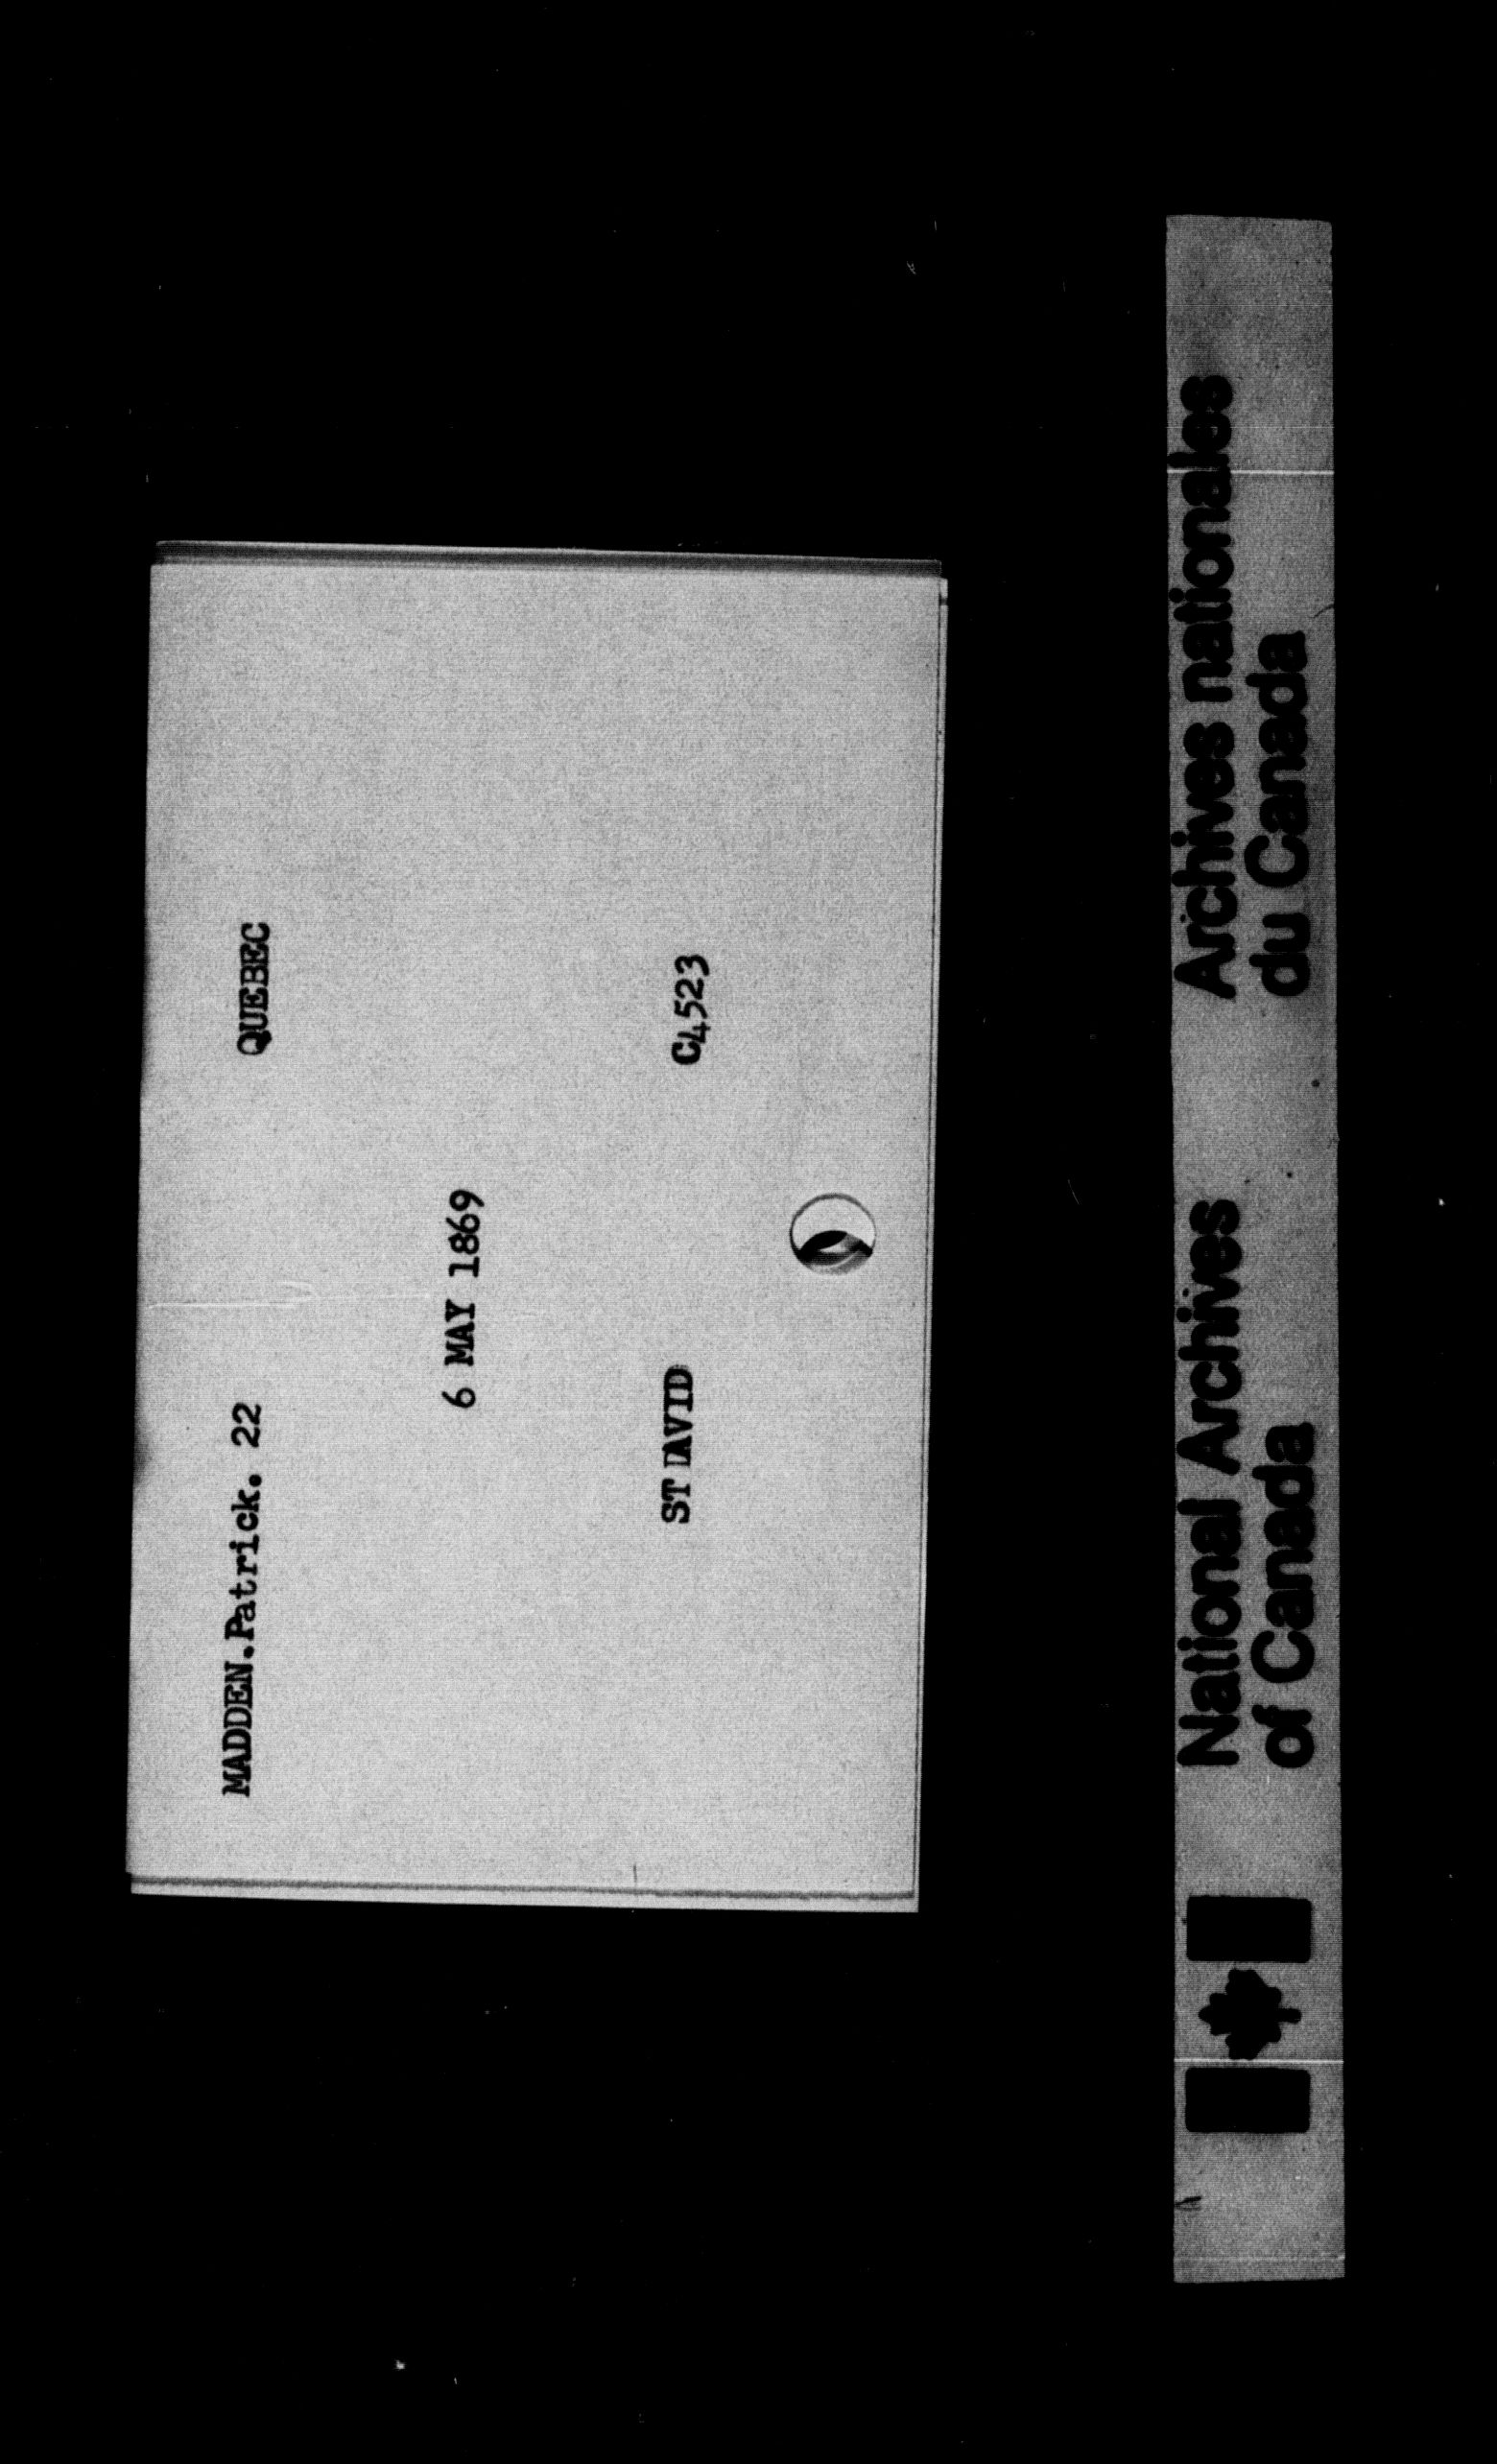 MADDEN.Patrick. 22 QUEBEC
6 MAY 1869
ST DAVID C4523
National Archives
of Canada
Archives nationales
du Canada